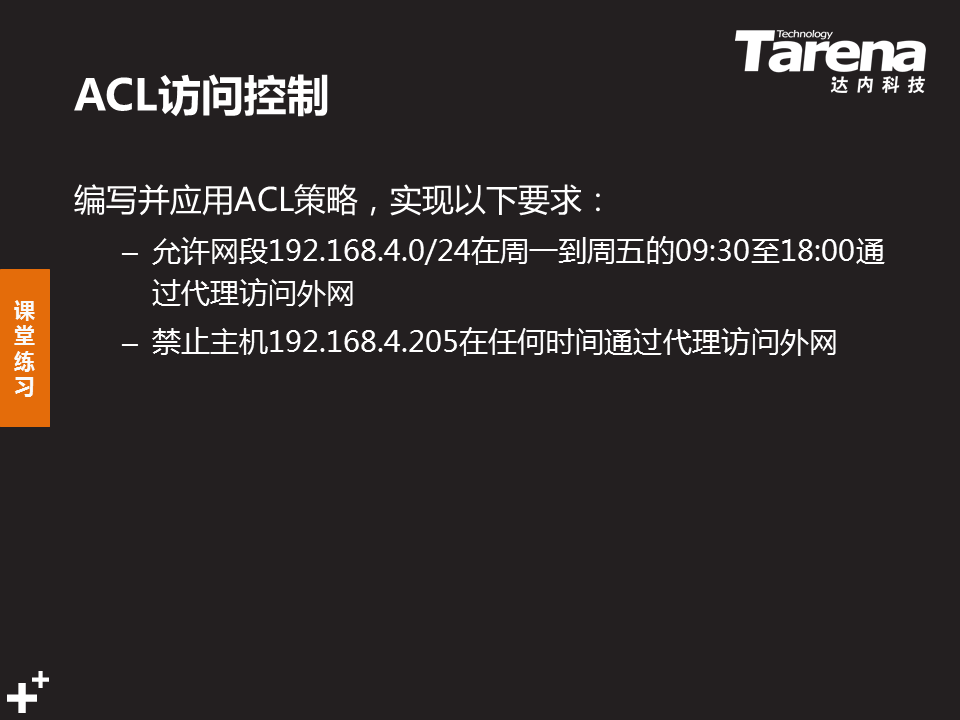 Technology
Tarena
达内科技
ACL访问控制
编写并应用ACL策略，实现以下要求：
– 允许网段192.168.4.0/24在周一到周五的09:30至18:00通
过代理访问外网
– 禁止主机192.168.4.205在任何时间通过代理访问外网
课
堂
练
习